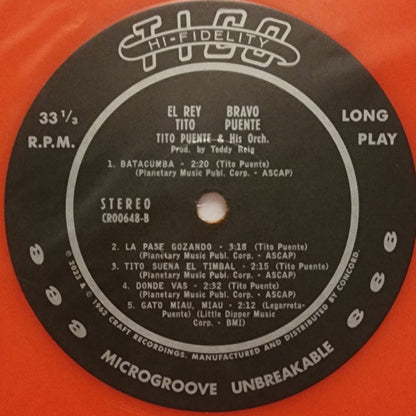 TICO
HI-FIDELITY
33 1/3
R.P.M.
EL REY BRAVO
TITO PUENTE
TITO PUENTE & His Orch.
Prod. by Teddy Reig
LONG
PLAY
1. BATACUMBA - 2:20 (Tito Puente)
(Planetary Music Publ. Corp. - ASCAP)
STEREO
CR00648-B
2. LA PASE GOZANDO - 3:18 (Tito Puente)
(Planetary Music Publ. Corp. - ASCAP)
3. TITO SUENA EL TIMBAL - 2:15 (Tito Puente)
(Planetary Music Publ. Corp. - ASCAP)
4. DONDE VAS - 2:32 (Tito Puente)
(Planetary Music Publ. Corp. - ASCAP)
5. GATO MIAU, MIAU - 2:12 (Legarreta-
Puente) (Little Dipper Music
Corp. - BMI)
℗ 2023 & © 1962 CRAFT RECORDINGS. MANUFACTURED AND DISTRIBUTED BY CONCORD.
MICROGROOVE UNBREAKABLE